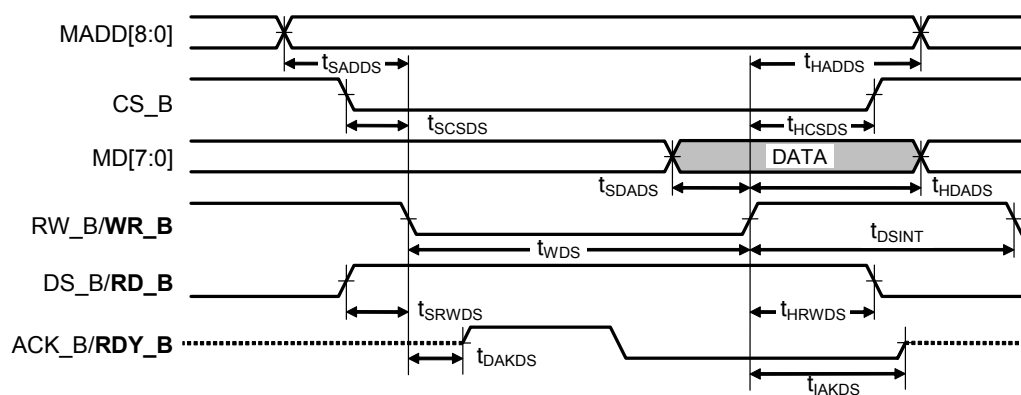 MADD[8:0]
tSADDS
tHADDS
CS_B
tSCSDS
tHCSDS
MD[7:0]
DATA
tSDADS
tHDADS
RW_B/WR_B
tWDS
tDSINT
DS_B/RD_B
tSRWDS
tHRWDS
ACK_B/RDY_B
tDAKDS
tIAKDS